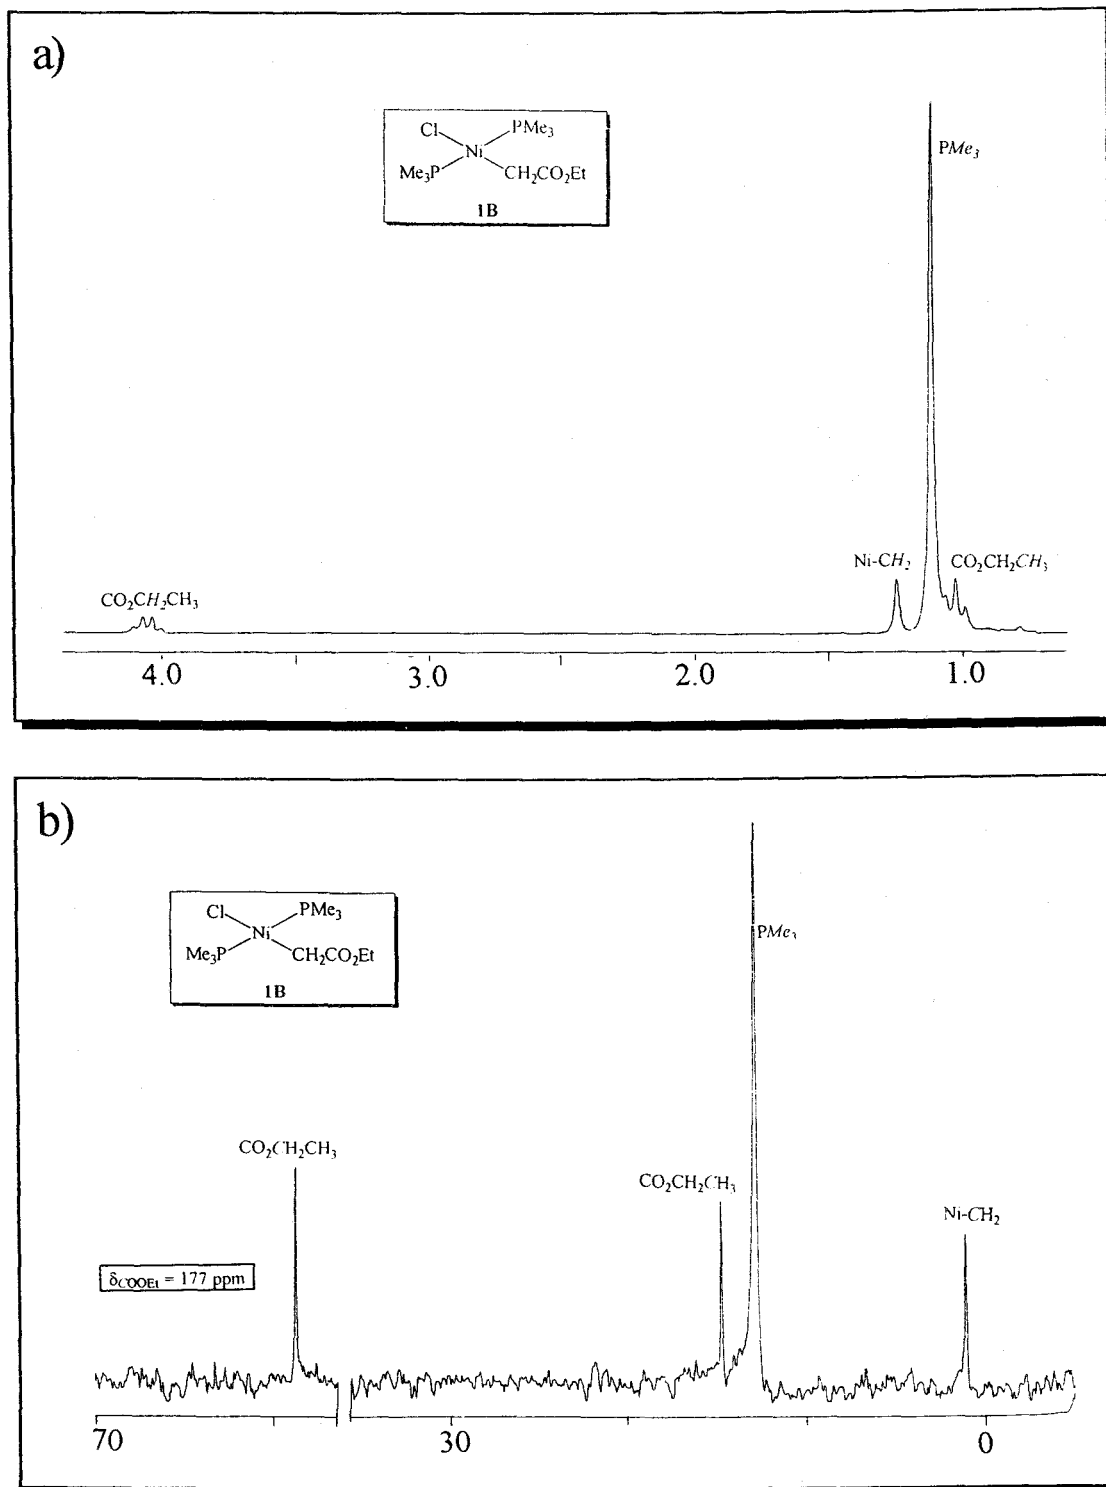 a)
Cl
PMe₃
Ni
Me₃P
CH₂CO₂Et
1B
PMe₃
Ni-CH₂
CO₂CH₂CH₃
CO₂CH₂CH₃
4.0
3.0
2.0
1.0
b)
Cl
PMe₃
Ni
Me₃P
CH₂CO₂Et
1B
PMe₃
CO₂CH₂CH₃
CO₂CH₂CH₃
Ni-CH₂
δCOOEt = 177 ppm
70
30
0